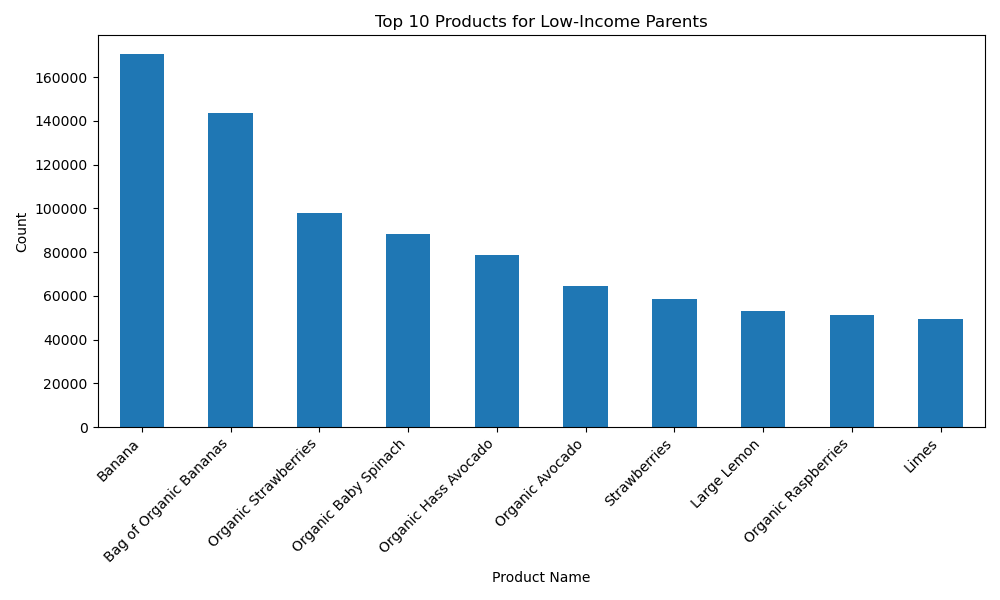 Top 10 Products for Low-Income Parents
Count
160000
140000
120000
100000
80000
60000
40000
20000
0
Banana
Bag of Organic Bananas
Organic Strawberries
Organic Baby Spinach
Organic Hass Avocado
Organic Avocado
Strawberries
Large Lemon
Organic Raspberries
Limes
Product Name